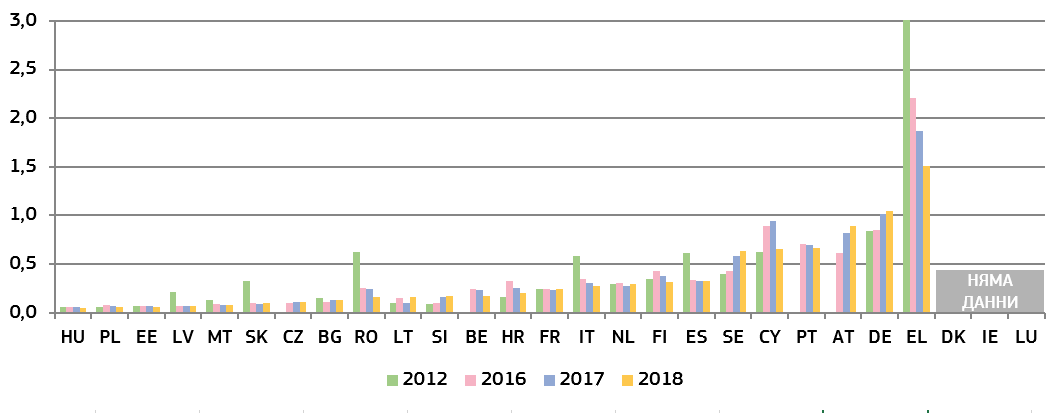 3,0
2,5
2,0
1,5
1,0
0,5
0,0
НЯМА
ДАННИ
HU PL EE LV MT SK CZ BG RO LT SI BE HR FR IT NL FI ES SE CY PT AT DE EL DK IE LU
2012 2016 2017 2018